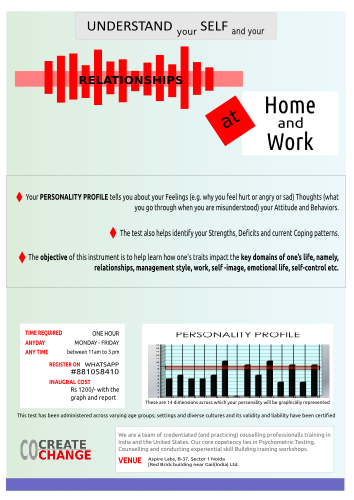 UNDERSTAND your SELF and your
RELATIONSHIPS
at
Home
and
Work
Your PERSONALITY PROFILE tells you about your Feelings (e.g. why you feel hurt or angry or sad) Thoughts (what
you go through when you are misunderstood) your Attitude and Behaviors.
The test also helps identify your Strengths, Deficits and current Coping patterns.
The objective of this instrument is to help learn how one's traits impact the key domains of one's life, namely,
relationships, management style, work, self -image, emotional life, self-control etc.
TIME REQUIRED ONE HOUR
ANYDAY MONDAY - FRIDAY
ANY TIME between 11am to 3 pm
REGISTER ON WHATSAPP
#8810558410
INAUGRAL COST
Rs 1200/- with the
graph and report
PERSONALITY PROFILE
These are 14 dimensions across which your personality will be graphically represented
This test has been administered across varying age groups; settings and diverse cultures and its validity and liability have been certified
CO CREATE
CHANGE
We are a team of credentialed (and practicing) couselling professionals training in
India and the United States. Our core copetency lies in Psychometric Testing.
Counselling and conducting experiential skill Building training workshops.
VENUE Aspire Labs, B-37, Sector 1 Noida
(Red Brick building near Gail(India) Ltd.